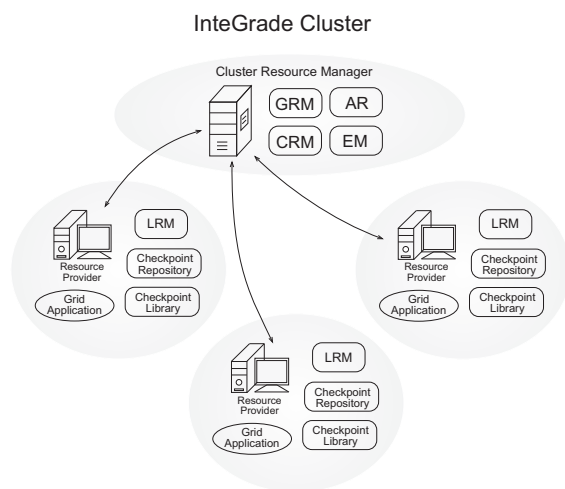 InteGrade Cluster
Cluster Resource Manager
GRM
AR
CRM
EM
LRM
Resource
Provider
Checkpoint
Repository
Grid
Application
Checkpoint
Library
LRM
Resource
Provider
Checkpoint
Repository
Grid
Application
Checkpoint
Library
LRM
Resource
Provider
Checkpoint
Repository
Grid
Application
Checkpoint
Library